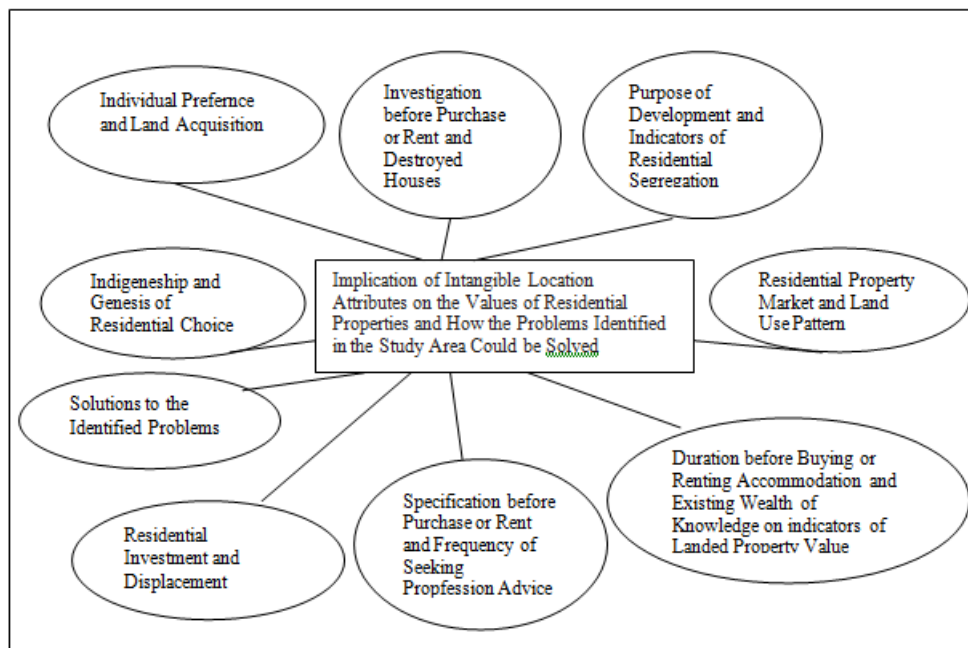 Individual Prefernce
and Land Acquisition
Investigation
before Purchase
or Rent and
Destroyed
Houses
Purpose of
Development and
Indicators of
Residential
Segregation
Indigeneship and
Genesis of
Residential Choice
Implication of Intangible Location
Attributes on the Values of Residential
Properties and How the Problems Identified
in the Study Area Could be Solved
Residential Property
Market and Land
Use Pattern
Solutions to the
Identified Problems
Residential
Investment and
Displacement
Specification before
Purchase or Rent
and Frequency of
Seeking
Propfession Advice
Duration before Buying or
Renting Accommodation and
Existing Wealth of
Knowledge on indicators of
Landed Property Value